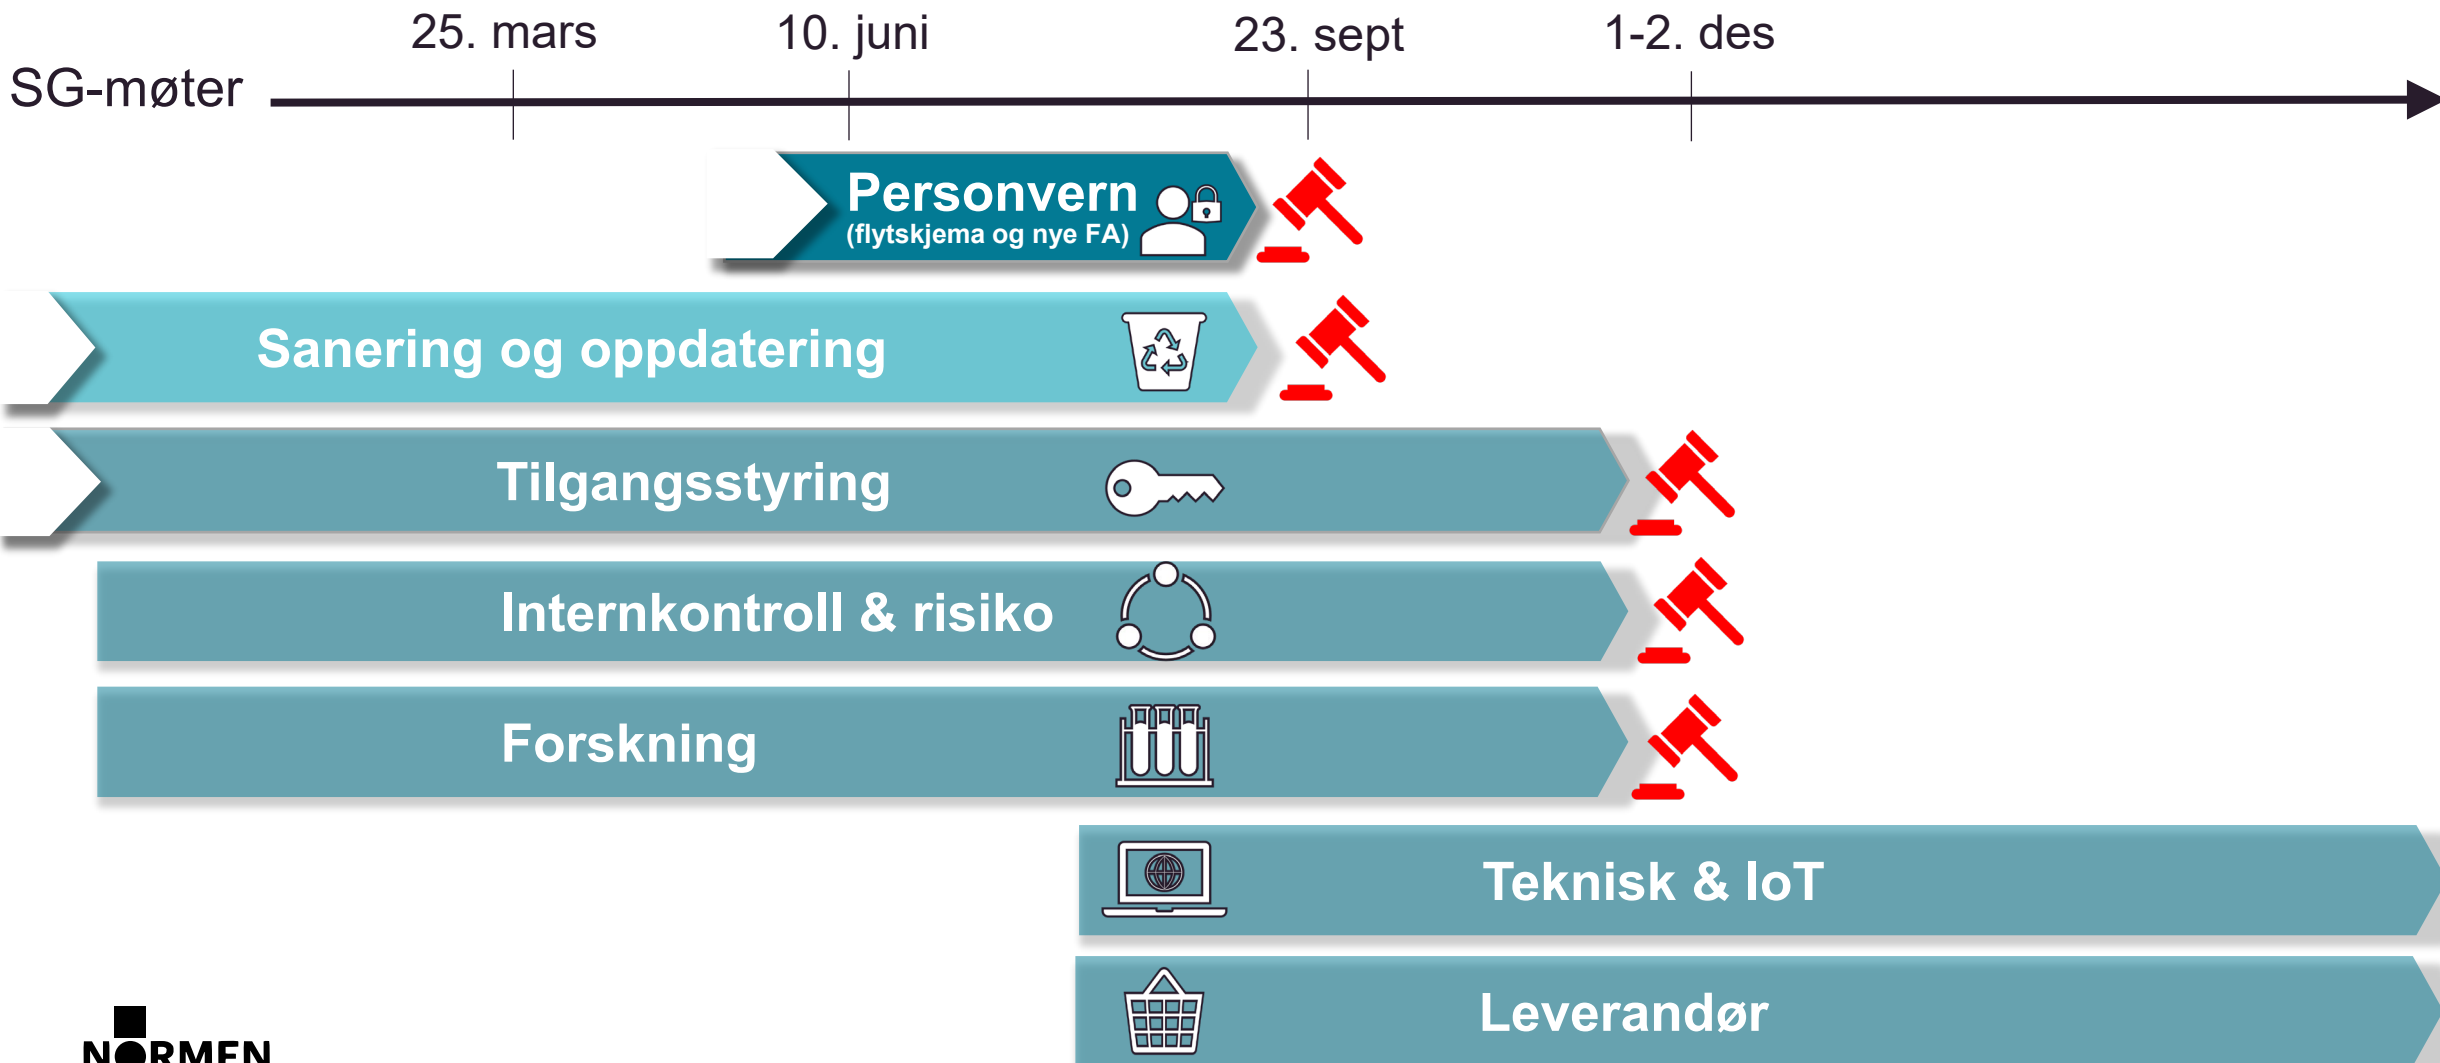 25. mars
10. juni
23. sept
1-2. des
SG-møter
Personvern
(flytskjema og nye FA)
Sanering og oppdatering
Tilgangsstyring
Internkontroll & risiko
Forskning
Teknisk & IoT
Leverandør
NORMEN